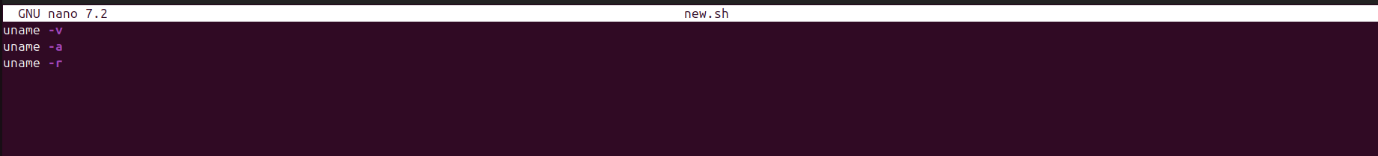 GNU nano 7.2 new.sh
uname -v
uname -a
uname -r